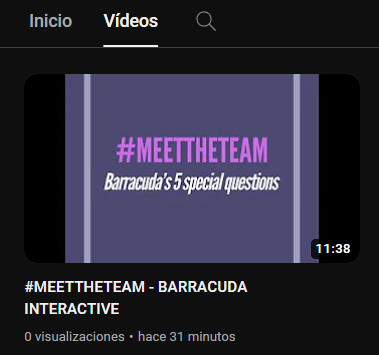 Inicio Vídeos
#MEETTHETEAM
Barracuda's 5 special questions
11:38
#MEETTHETEAM - BARRACUDA
INTERACTIVE
0 visualizaciones • hace 31 minutos